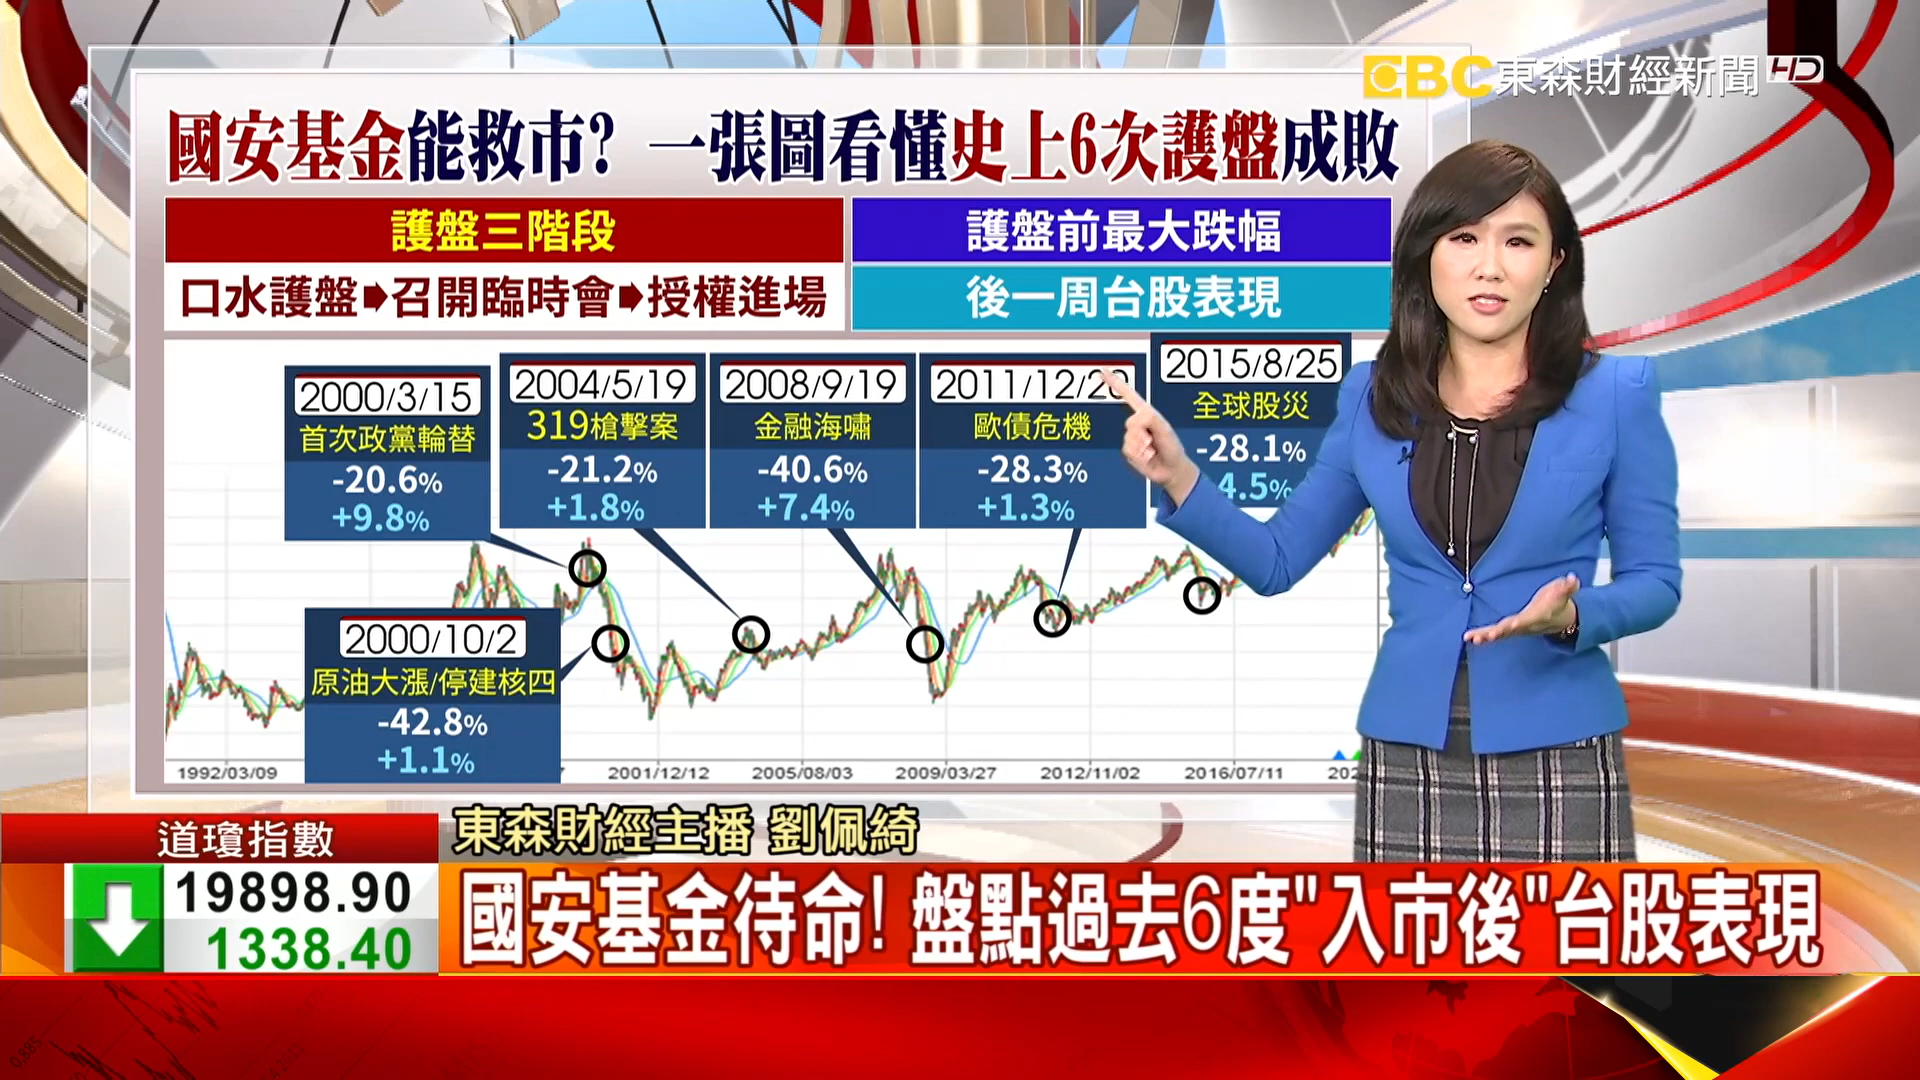 EBC東森財經新聞HD
國安基金能救市? 一張圖看懂史上6次護盤成敗
護盤三階段
口水護盤➡召開臨時會➡授權進場
護盤前最大跌幅
後一周台股表現
2000/3/15
首次政黨輪替
-20.6%
+9.8%
2004/5/19
319槍擊案
-21.2%
+1.8%
2008/9/19
金融海嘯
-40.6%
+7.4%
2011/12/20
歐債危機
-28.3%
+1.3%
2015/8/25
全球股災
-28.1%
4.5%
2000/10/2
原油大漲/停建核四
-42.8%
+1.1%
1992/03/09
2001/12/12
2005/08/03
2009/03/27
2012/11/02
2016/07/11
東森財經主播 劉佩綺
道瓊指數
19898.90
1338.40
國安基金待命! 盤點過去6度"入市後"台股表現